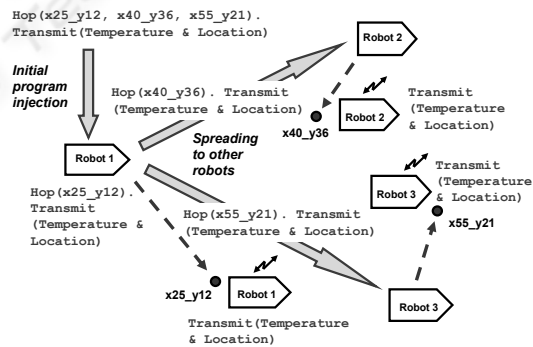 Hop(x25_y12, x40_y36, x55_y21).
Transmit(Temperature & Location)
Initial
program
injection
Robot 2
Hop(x40_y36). Transmit
(Temperature & Location)
x40_y36
Robot 2
Transmit
(Temperature
& Location)
Robot 1
Spreading
to other
robots
Hop(x25_y12).
Transmit
(Temperature &
Location)
Robot 3
Transmit
(Temperature
& Location)
x55_y21
Hop(x55_y21). Transmit
(Temperature & Location)
x25_y12
Robot 1
Robot 3
Transmit(Temperature
& Location)